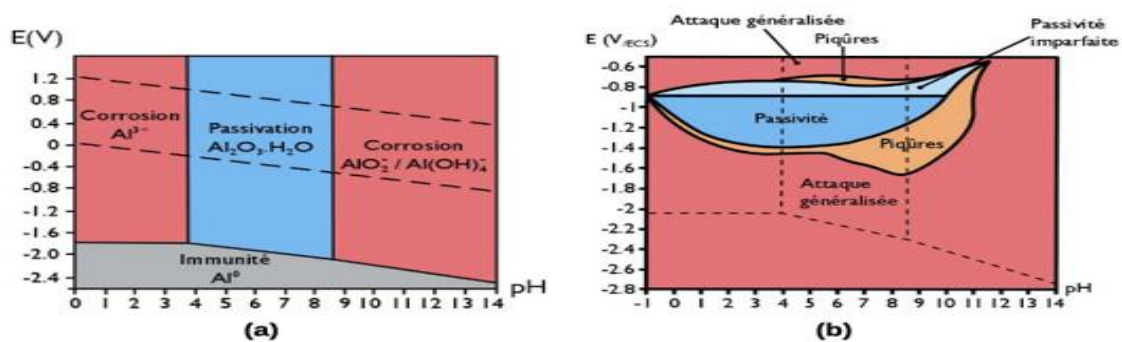 E(V)
1.2
0.8
0.4
0
-0.4
-0.8
-1.2
-1.6
-2.0
-2.4
Corrosion
Al³⁻
Passivation
Al₂O₃.H₂O
Corrosion
AlO₂⁻ / Al(OH)₄⁻
Immunité
Al⁰
0 1 2 3 4 5 6 7 8 9 10 11 12 13 14 pH
(a)
Attaque généralisée
Piqûres
Passivité
imparfaite
E (V/ECS)
-0.6
-0.8
-1
-1.2
-1.4
-1.6
-1.8
-2
-2.2
-2.4
-2.6
-2.8
Passivité
Piqûres
Attaque
généralisée
-1 0 1 2 3 4 5 6 7 8 9 10 11 12 13 14 pH
(b)